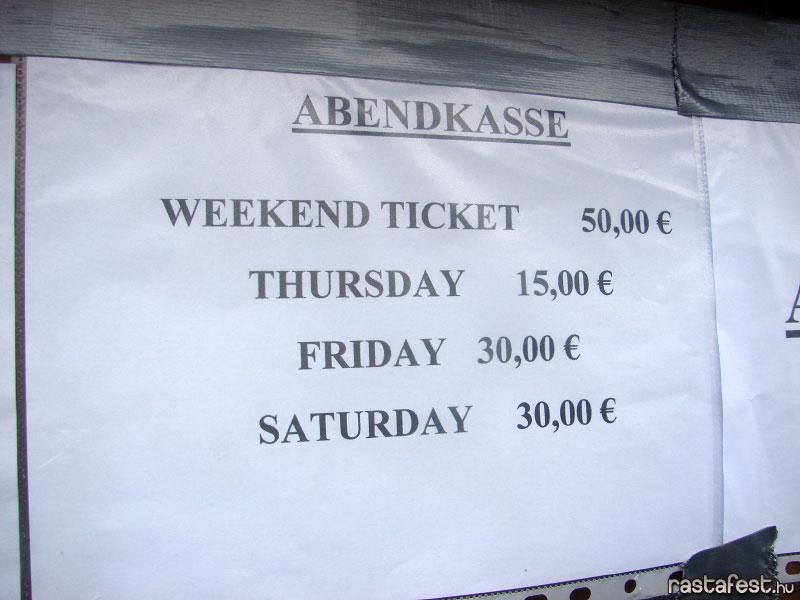 ABENDKASSE
WEEKEND TICKET 50,00 €
THURSDAY 15,00 €
FRIDAY 30,00 €
SATURDAY 30,00 €
rastafest.hu